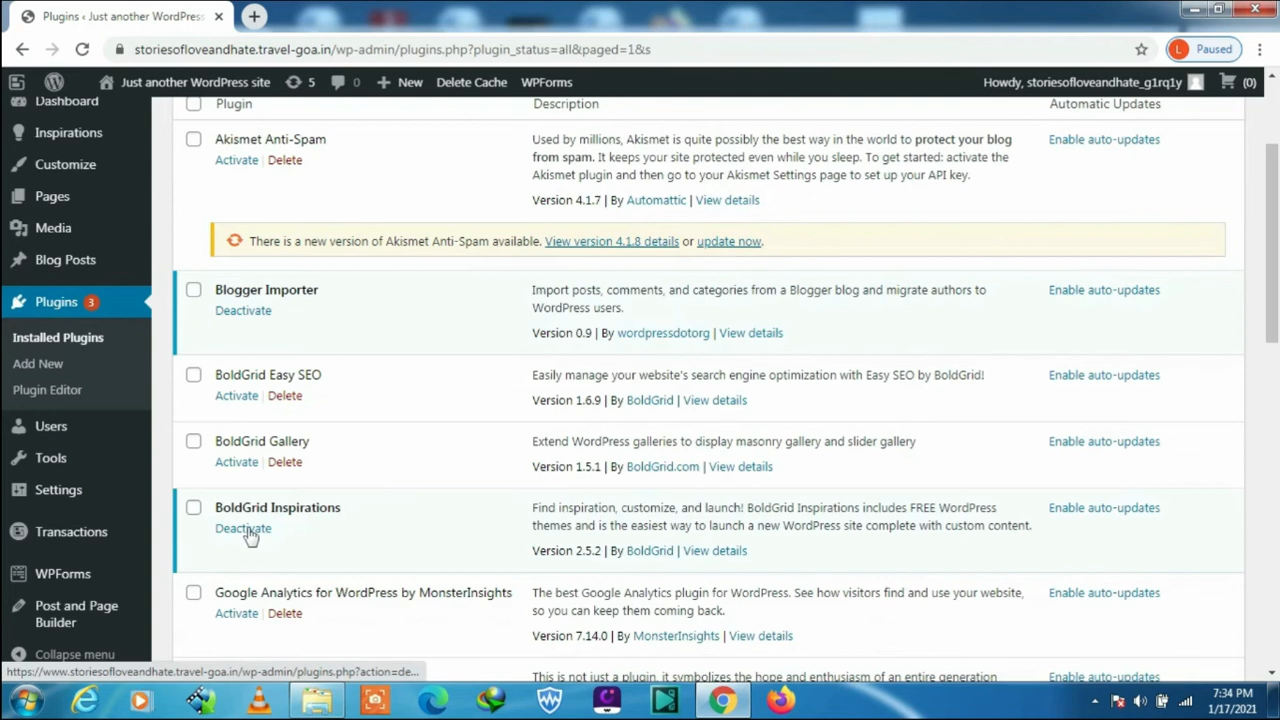 Plugins ‹ Just another WordPress
storiesofloveandhate.travel-goa.in/wp-admin/plugins.php?plugin_status=all&paged=1&s
L Paused
Just another WordPress site 5 0 New Delete Cache WPForms Howdy, storiesofloveandhate_g1rq1y (0)
Dashboard
Inspirations
Customize
Pages
Media
Blog Posts
Plugins 3
Installed Plugins
Add New
Plugin Editor
Users
Tools
Settings
Transactions
WPForms
Post and Page
Builder
Collapse menu
Plugin Description Automatic Updates
Akismet Anti-Spam
Activate | Delete
Used by millions, Akismet is quite possibly the best way in the world to protect your blog
from spam. It keeps your site protected even while you sleep. To get started: activate the
Akismet plugin and then go to your Akismet Settings page to set up your API key.
Version 4.1.7 | By Automattic | View details
Enable auto-updates
There is a new version of Akismet Anti-Spam available. View version 4.1.8 details or update now.
Blogger Importer
Deactivate
Import posts, comments, and categories from a Blogger blog and migrate authors to
WordPress users.
Version 0.9 | By wordpressdotorg | View details
Enable auto-updates
BoldGrid Easy SEO
Activate | Delete
Easily manage your website's search engine optimization with Easy SEO by BoldGrid!
Version 1.6.9 | By BoldGrid | View details
Enable auto-updates
BoldGrid Gallery
Activate | Delete
Extend WordPress galleries to display masonry gallery and slider gallery
Version 1.5.1 | By BoldGrid.com | View details
Enable auto-updates
BoldGrid Inspirations
Deactivate
Find inspiration, customize, and launch! BoldGrid Inspirations includes FREE WordPress
themes and is the easiest way to launch a new WordPress site complete with custom content.
Version 2.5.2 | By BoldGrid | View details
Enable auto-updates
Google Analytics for WordPress by MonsterInsights
Activate | Delete
The best Google Analytics plugin for WordPress. See how visitors find and use your website,
so you can keep them coming back.
Version 7.14.0 | By MonsterInsights | View details
Enable auto-updates
This is not just a plugin, it symbolizes the hope and enthusiasm of an entire generation
https://www.storiesofloveandhate.travel-goa.in/wp-admin/plugins.php?action=de...
7:34 PM
1/17/2021